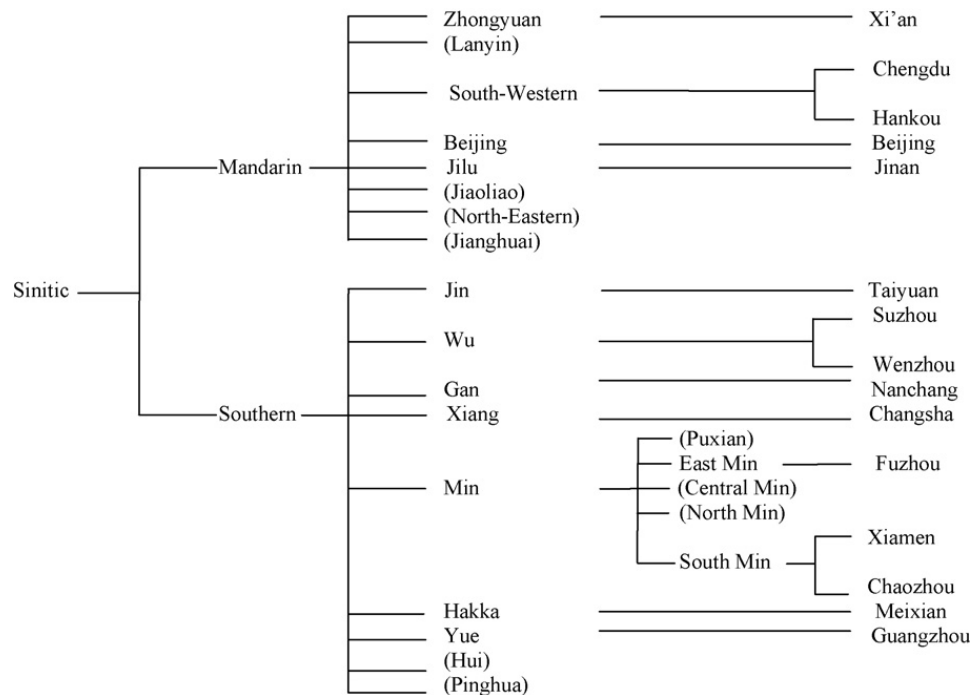 Zhongyuan Xi’an
(Lanyin)
Chengdu
South-Western
Hankou
Beijing Beijing
Mandarin Jilu Jinan
(Jiaoliao)
(North-Eastern)
(Jianghuai)
Sinitic Jin Taiyuan
Suzhou
Wu
Wenzhou
Gan Nanchang
Southern Xiang Changsha
(Puxian)
East Min Fuzhou
Min (Central Min)
(North Min)
Xiamen
South Min
Chaozhou
Hakka Meixian
Yue Guangzhou
(Hui)
(Pinghua)